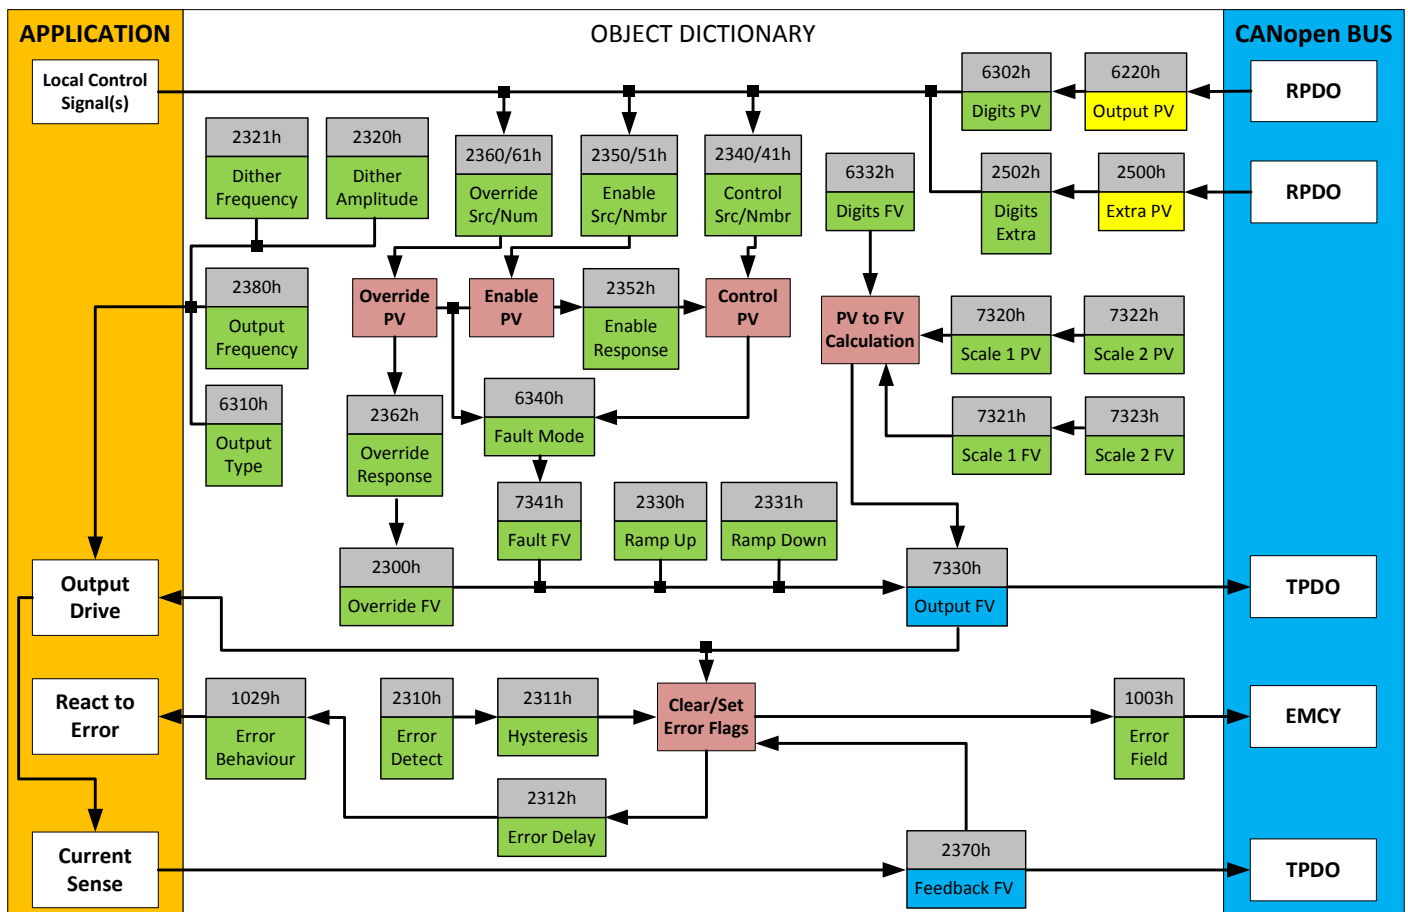 APPLICATION
OBJECT DICTIONARY
CANopen BUS
Local Control
Signal(s)
6302h
Digits PV
6220h
Output PV
RPDO
2321h
Dither
Frequency
2320h
Dither
Amplitude
2360/61h
Override
Src/Num
2350/51h
Enable
Src/Nmbr
2340/41h
Control
Src/Nmbr
6332h
Digits FV
2502h
Digits
Extra
2500h
Extra PV
RPDO
2380h
Output
Frequency
Override
PV
Enable
PV
2352h
Enable
Response
Control
PV
PV to FV
Calculation
7320h
Scale 1 PV
7322h
Scale 2 PV
6310h
Output
Type
2362h
Override
Response
6340h
Fault Mode
7321h
Scale 1 FV
7323h
Scale 2 FV
7341h
Fault FV
2330h
Ramp Up
2331h
Ramp Down
Output
Drive
2300h
Override FV
7330h
Output FV
TPDO
React to
Error
1029h
Error
Behaviour
2310h
Error
Detect
2311h
Hysteresis
Clear/Set
Error Flags
1003h
Error
Field
EMCY
2312h
Error Delay
Current
Sense
2370h
Feedback FV
TPDO